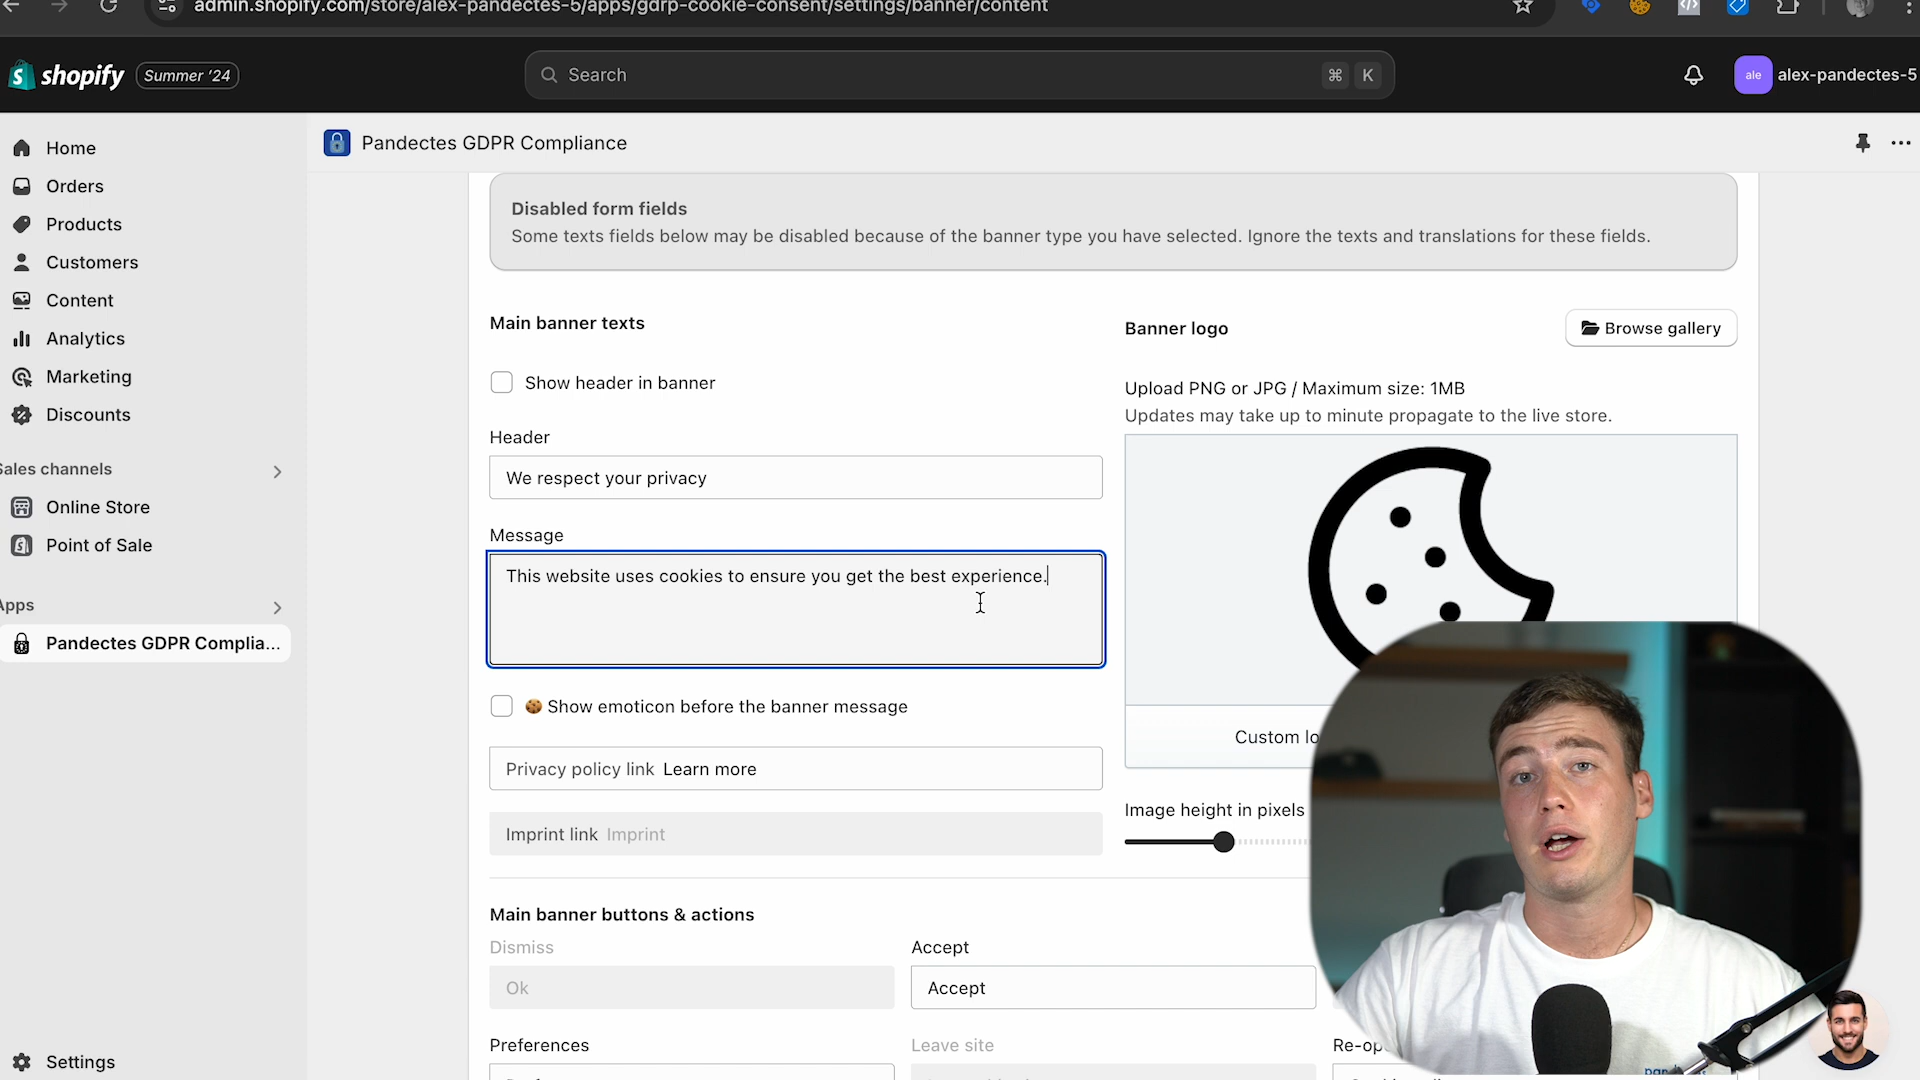 admin.shopify.com/store/alex-pandectes-5/apps/gdrp-cookie-consent/settings/banner/content
shopify
Summer '24
Search
⌘ K
ale
alex-pandectes-5
Home
Orders
Products
Customers
Content
Analytics
Marketing
Discounts
Sales channels
Online Store
Point of Sale
Apps
Pandectes GDPR Complia...
Settings
Pandectes GDPR Compliance
Disabled form fields
Some texts fields below may be disabled because of the banner type you have selected. Ignore the texts and translations for these fields.
Main banner texts
Show header in banner
Header
We respect your privacy
Message
This website uses cookies to ensure you get the best experience.
Show emoticon before the banner message
Privacy policy link Learn more
Imprint link Imprint
Banner logo
Browse gallery
Upload PNG or JPG / Maximum size: 1MB
Updates may take up to minute propagate to the live store.
Custom lo
Image height in pixels
Main banner buttons & actions
Dismiss
Ok
Accept
Accept
Preferences
Leave site
Re-op